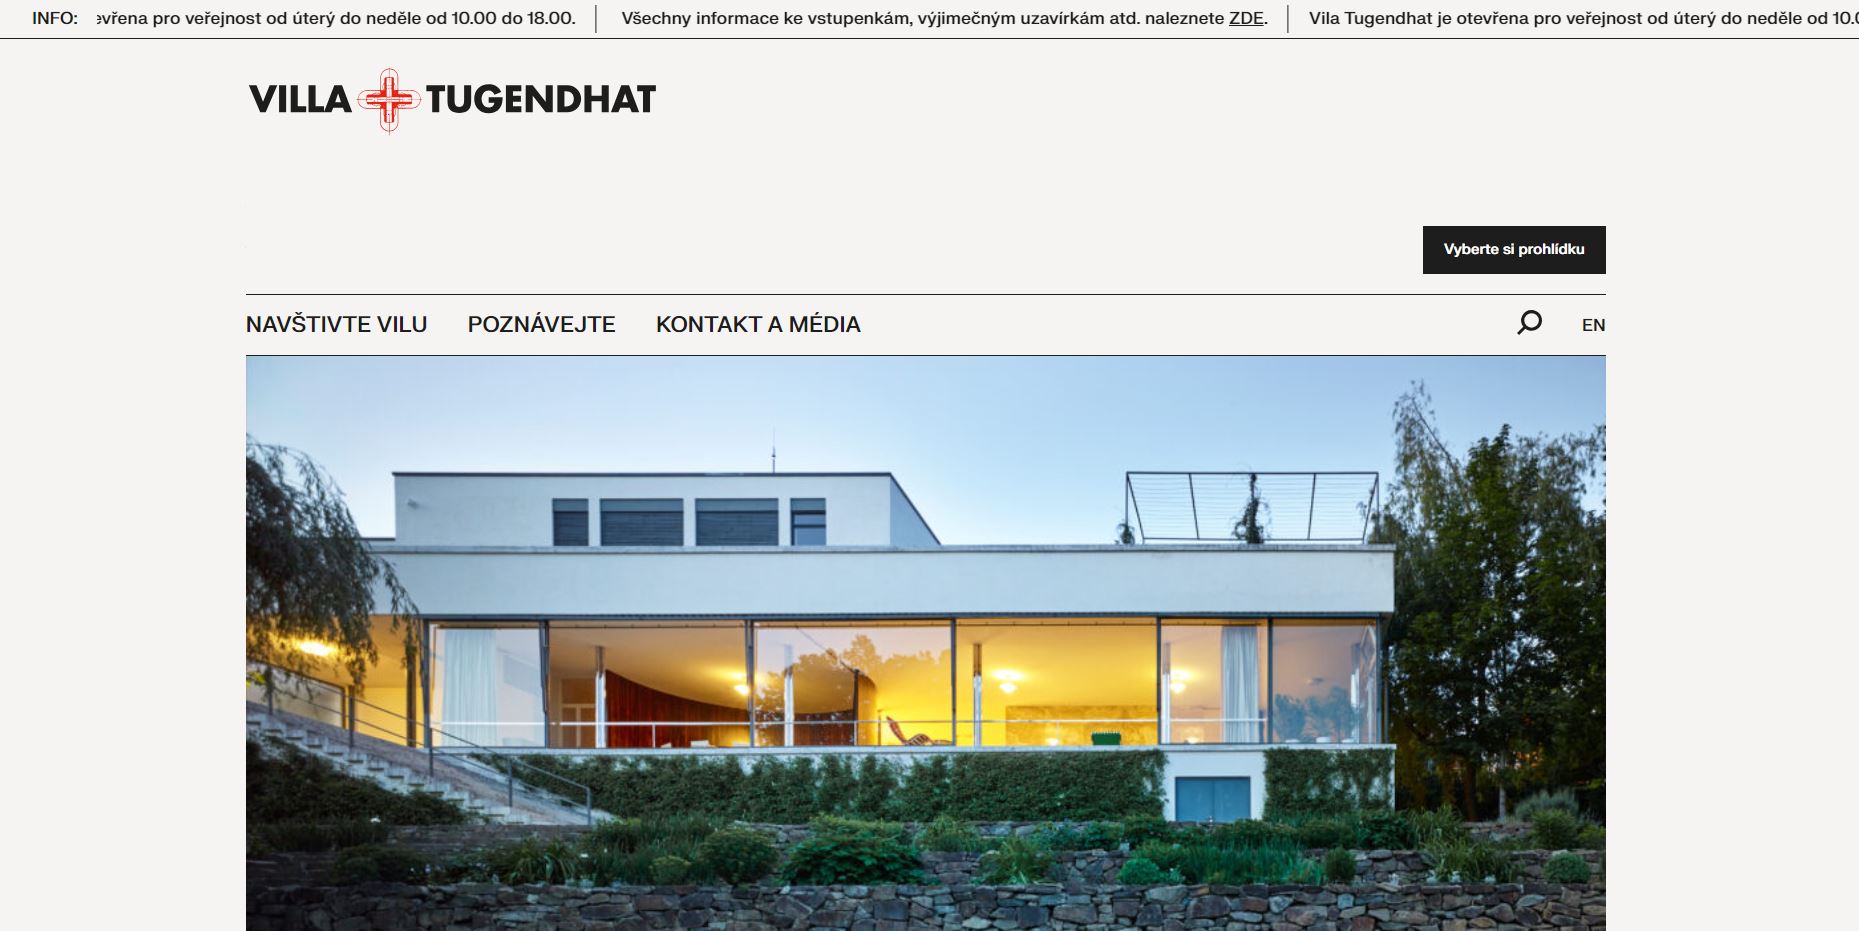 INFO: evřena pro veřejnost od úterý do neděle od 10.00 do 18.00. Všechny informace ke vstupenkám, výjimečným uzavírkám atd. naleznete ZDE. Vila Tugendhat je otevřena pro veřejnost od úterý do neděle od 10.0
VILLA TUGENDHAT
Vyberte si prohlídku
NAVŠTIVTE VILU POZNÁVEJTE KONTAKT A MÉDIA EN